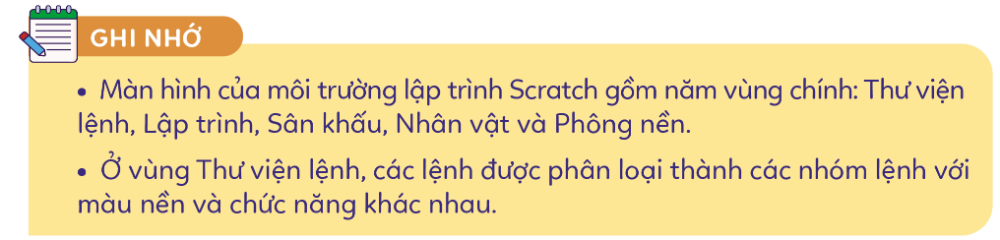 GHI NHỚ
• Màn hình của môi trường lập trình Scratch gồm năm vùng chính: Thư viện
lệnh, Lập trình, Sân khấu, Nhân vật và Phông nền.
• Ở vùng Thư viện lệnh, các lệnh được phân loại thành các nhóm lệnh với
màu nền và chức năng khác nhau.